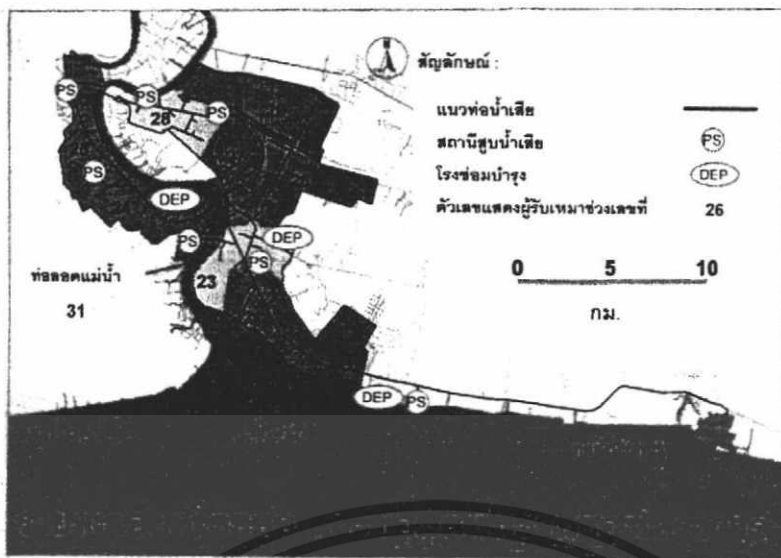 สัญลักษณ์ :
แนวท่อน้ำเสีย
สถานีสูบน้ำเสีย PS
โรงซ่อมบำรุง DEP
ตัวเลขแสดงผู้รับเหมาช่วงเลขที่ 26
0 5 10
กม.
PS
PS
PS
28
PS
DEP
PS
DEP
PS
23
ท่อลอดแม่น้ำ
31
DEP
PS